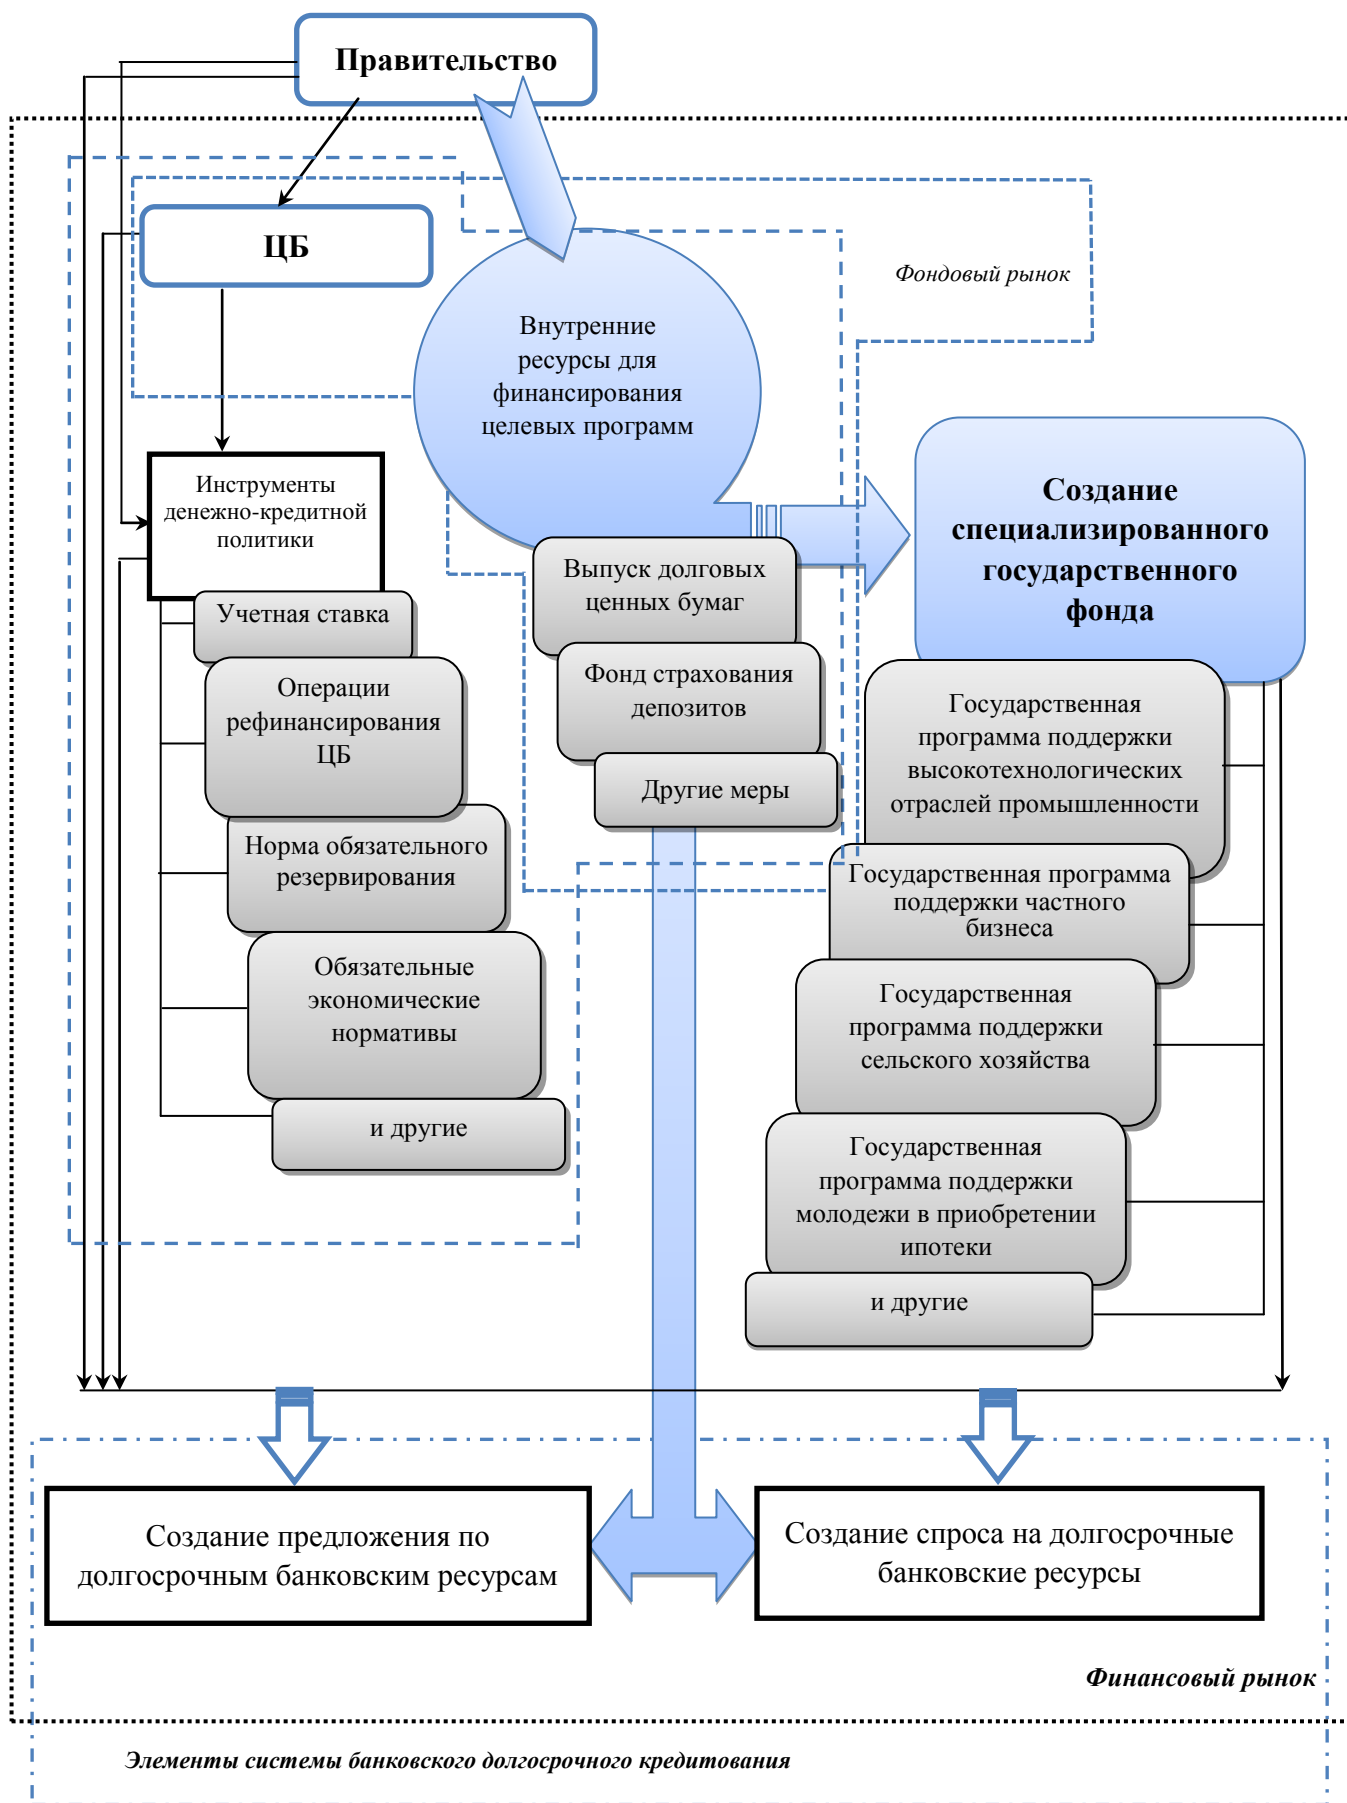 Правительство
ЦБ
Фондовый рынок
Внутренние
ресурсы для
финансирования
целевых программ
Инструменты
денежно-кредитной
политики
Создание
специализированного
государственного
фонда
Учетная ставка
Операции
рефинансирования
ЦБ
Норма обязательного
резервирования
Обязательные
экономические
нормативы
и другие
Выпуск долговых
ценных бумаг
Фонд страхования
депозитов
Другие меры
Государственная
программа поддержки
высокотехнологических
отраслей промышленности
Государственная программа
поддержки частного
бизнеса
Государственная
программа поддержки
сельского хозяйства
Государственная
программа поддержки
молодежи в приобретении
ипотеки
и другие
Создание предложения по
долгосрочным банковским ресурсам
Создание спроса на долгосрочные
банковские ресурсы
Финансовый рынок
Элементы системы банковского долгосрочного кредитования